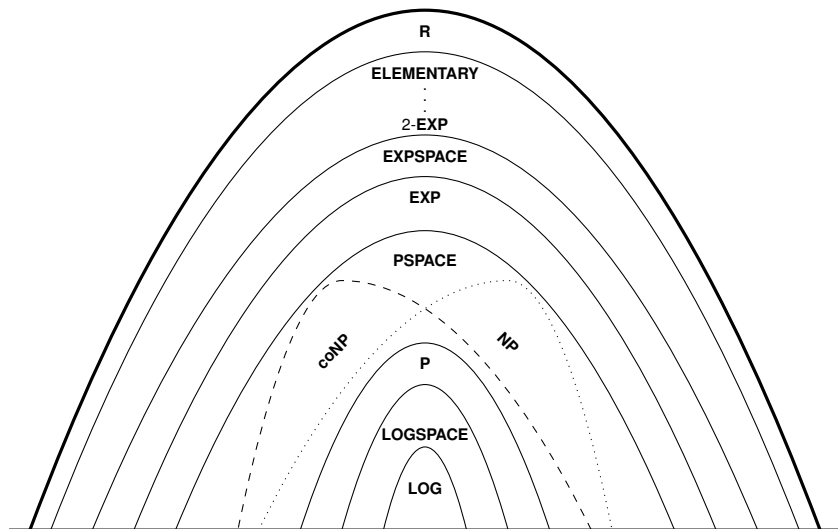 R
ELEMENTARY
2-EXP
EXPSPACE
EXP
PSPACE
coNP
NP
P
LOGSPACE
LOG